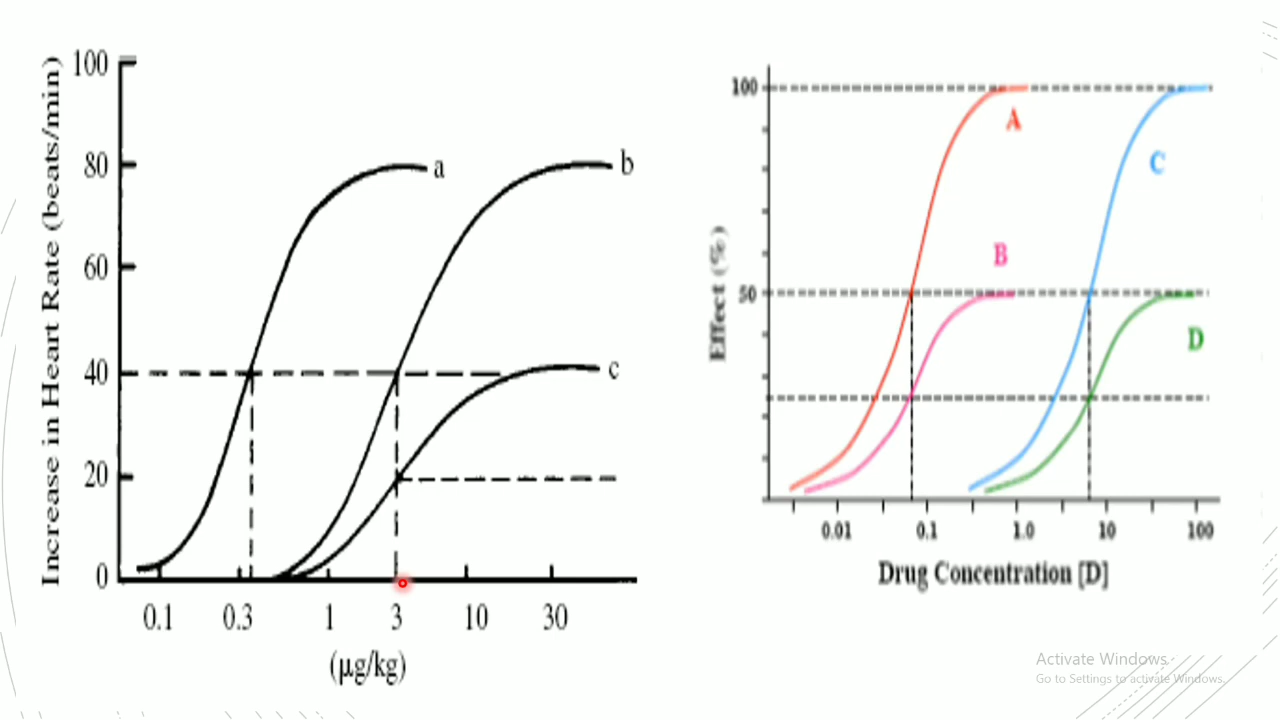 Increase in Heart Rate (beats/min)
100
80
60
40
20
0
a
b
c
0.1 0.3 1 3 10 30
(µg/kg)
Effect (%)
100
50
A
B
C
D
0.01 0.1 1.0 10 100
Drug Concentration [D]
Activate Windows
Go to Settings to activate Windows.